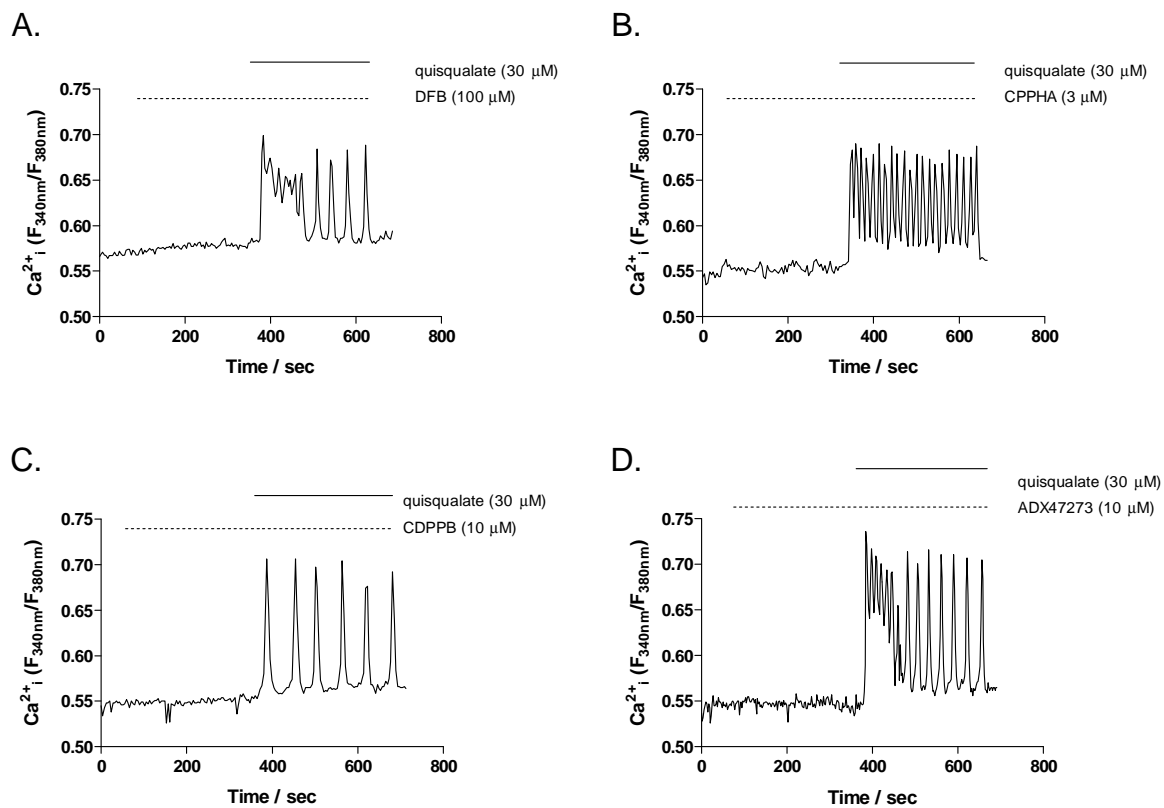 A.
quisqualate (30 µM)
DFB (100 µM)
0.75
0.70
0.65
0.60
0.55
0.50
Ca²⁺ᵢ (F₃₄₀ₙₘ/F₃₈₀ₙₘ)
0 200 400 600 800
Time / sec
B.
quisqualate (30 µM)
CPPHA (3 µM)
0.75
0.70
0.65
0.60
0.55
0.50
Ca²⁺ᵢ (F₃₄₀ₙₘ/F₃₈₀ₙₘ)
0 200 400 600 800
Time / sec
C.
quisqualate (30 µM)
CDPPB (10 µM)
0.75
0.70
0.65
0.60
0.55
0.50
Ca²⁺ᵢ (F₃₄₀ₙₘ/F₃₈₀ₙₘ)
0 200 400 600 800
Time / sec
D.
quisqualate (30 µM)
ADX47273 (10 µM)
0.75
0.70
0.65
0.60
0.55
0.50
Ca²⁺ᵢ (F₃₄₀ₙₘ/F₃₈₀ₙₘ)
0 200 400 600 800
Time / sec